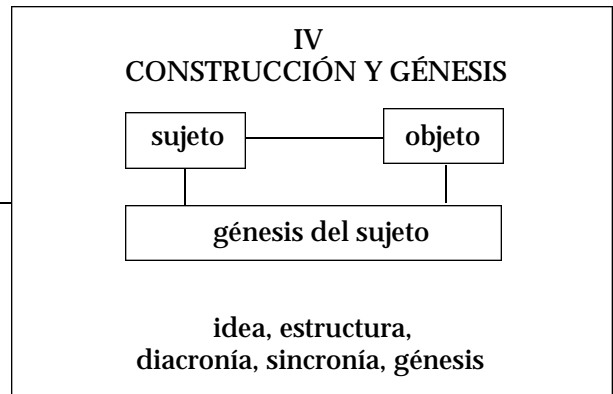 IV
CONSTRUCCIÓN Y GÉNESIS
sujeto
objeto
génesis del sujeto
idea, estructura,
diacronía, sincronía, génesis